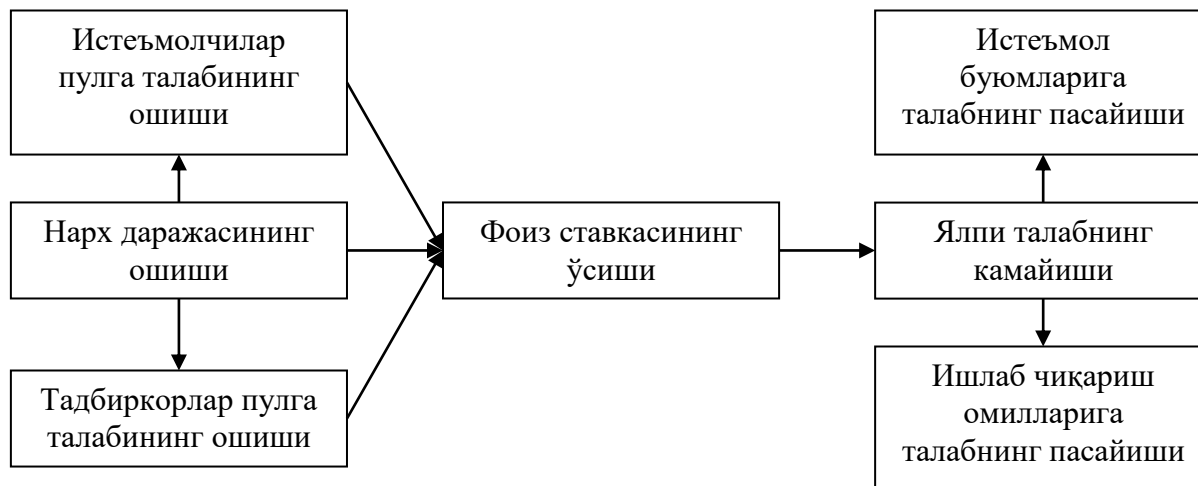 Истеъмолчилар
пулга талабининг
ошиши
Нарх даражасининг
ошиши
Тадбиркорлар пулга
талабининг ошиши
Фоиз ставкасининг
ўсиши
Истеъмол
буюмларига
талабнинг пасайиши
Ялпи талабнинг
камайиши
Ишлаб чиқариш
омилларига
талабнинг пасайиши